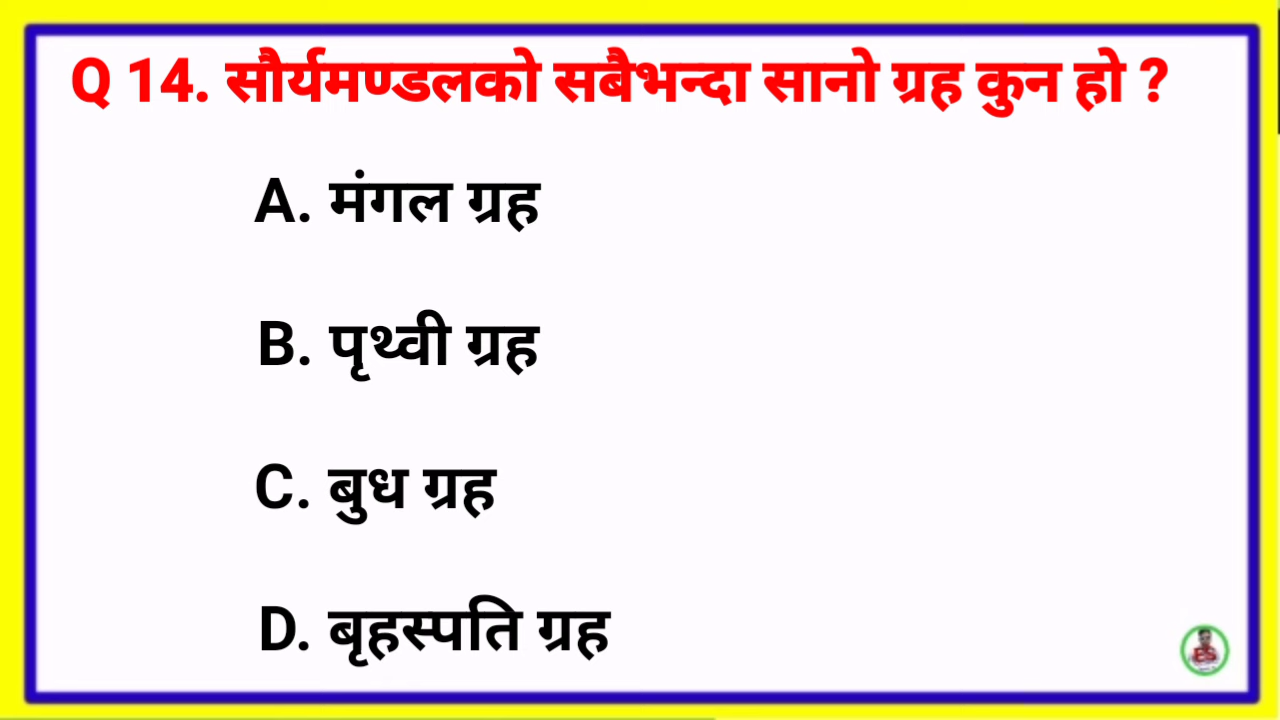 Q 14. सौर्यमण्डलको सबैभन्दा सानो ग्रह कुन हो ?
A. मंगल ग्रह
B. पृथ्वी ग्रह
C. बुध ग्रह
D. बृहस्पति ग्रह